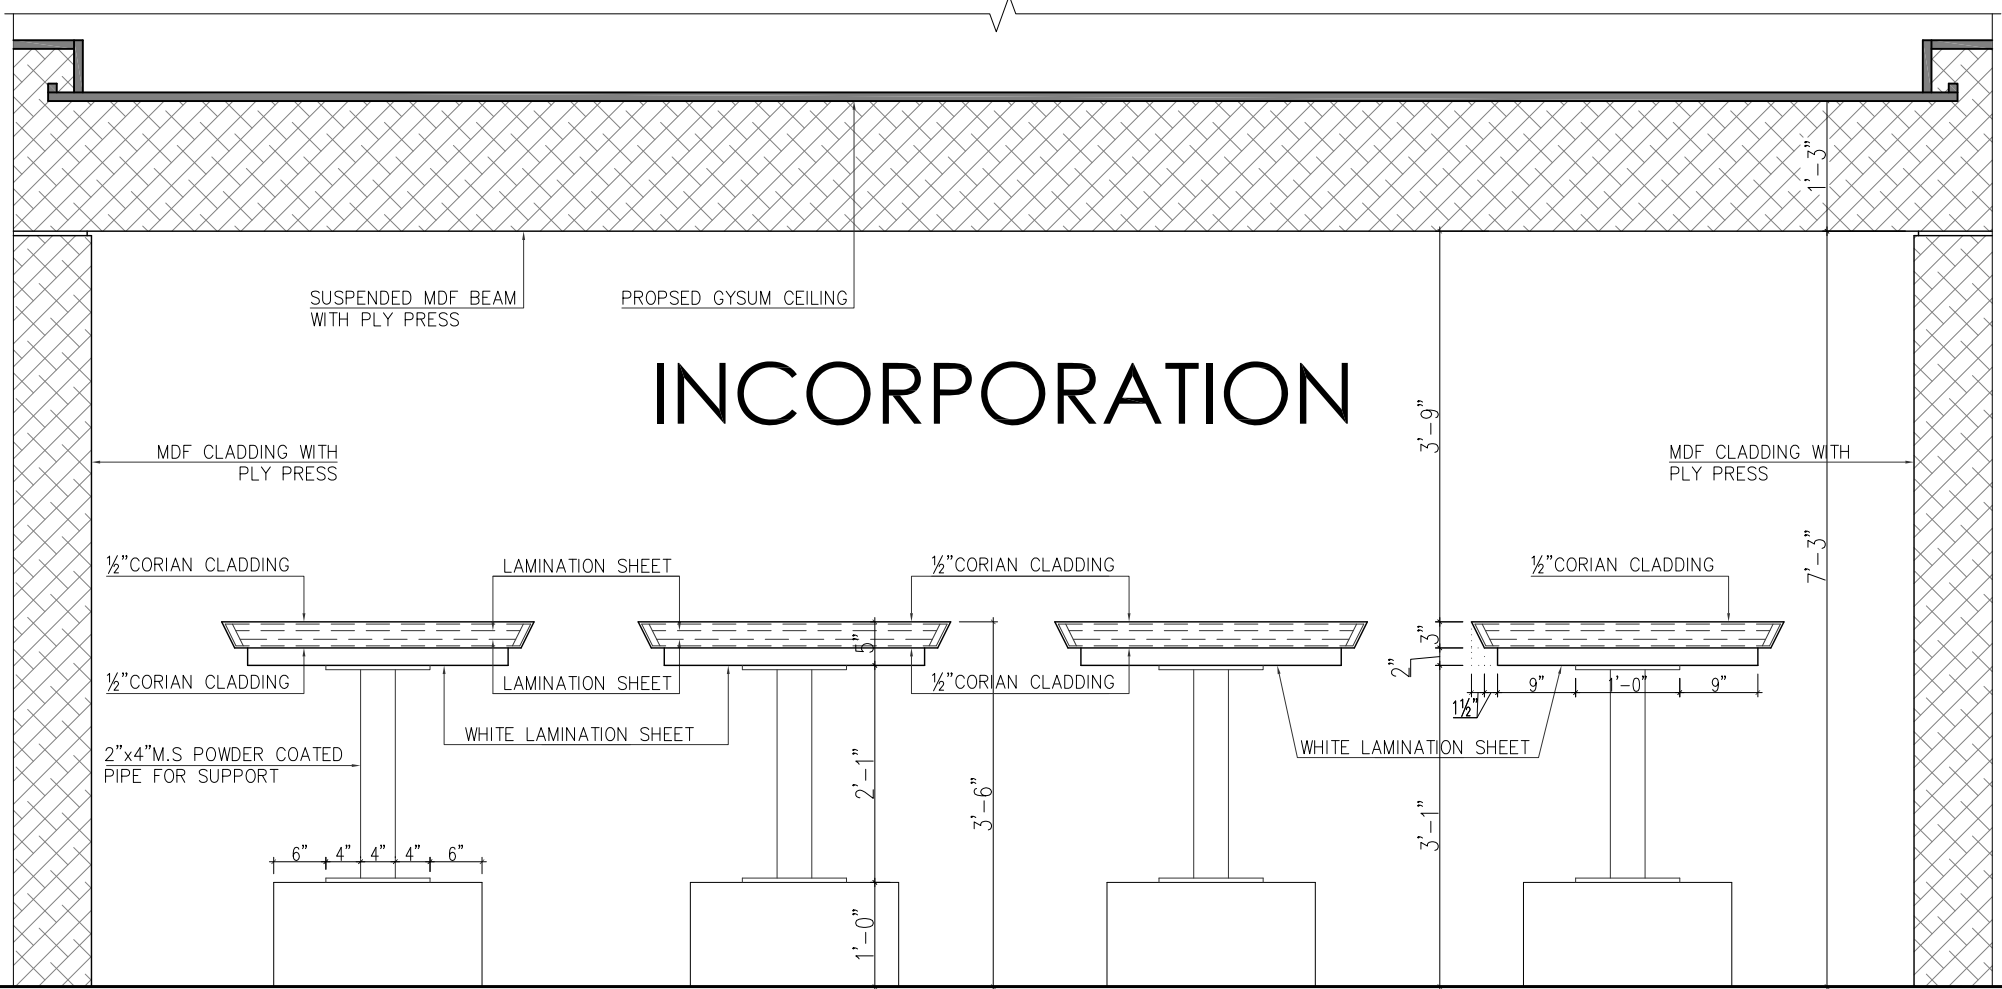 1'-3"
SUSPENDED MDF BEAM
WITH PLY PRESS
PROPSED GYSUM CEILING
INCORPORATION
3'-9"
MDF CLADDING WITH
PLY PRESS
MDF CLADDING WITH
PLY PRESS
7'-3"
½"CORIAN CLADDING
LAMINATION SHEET
½"CORIAN CLADDING
½"CORIAN CLADDING
5"
3"
2"
½"CORIAN CLADDING
LAMINATION SHEET
½"CORIAN CLADDING
9"
1'-0"
9"
1½"
WHITE LAMINATION SHEET
WHITE LAMINATION SHEET
2"x4"M.S POWDER COATED
PIPE FOR SUPPORT
2'-1"
3'-6"
3'-1"
6"
4"
4"
4"
6"
1'-0"